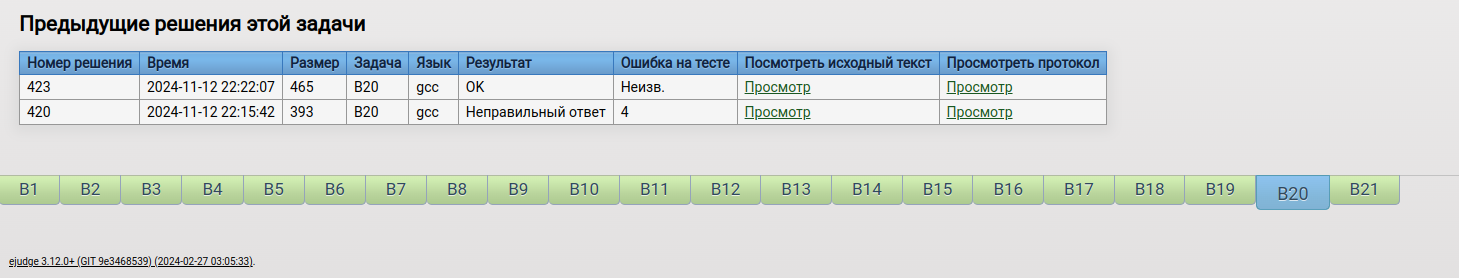 Предыдущие решения этой задачи
Номер решения Время Размер Задача Язык Результат Ошибка на тесте Посмотреть исходный текст Просмотреть протокол
423 2024-11-12 22:22:07 465 B20 gcc OK Неизв. Просмотр Просмотр
420 2024-11-12 22:15:42 393 B20 gcc Неправильный ответ 4 Просмотр Просмотр
B1 B2 B3 B4 B5 B6 B7 B8 B9 B10 B11 B12 B13 B14 B15 B16 B17 B18 B19 B20 B21
ejudge 3.12.0+ (GIT 9e3468539) (2024-02-27 03:05:33).